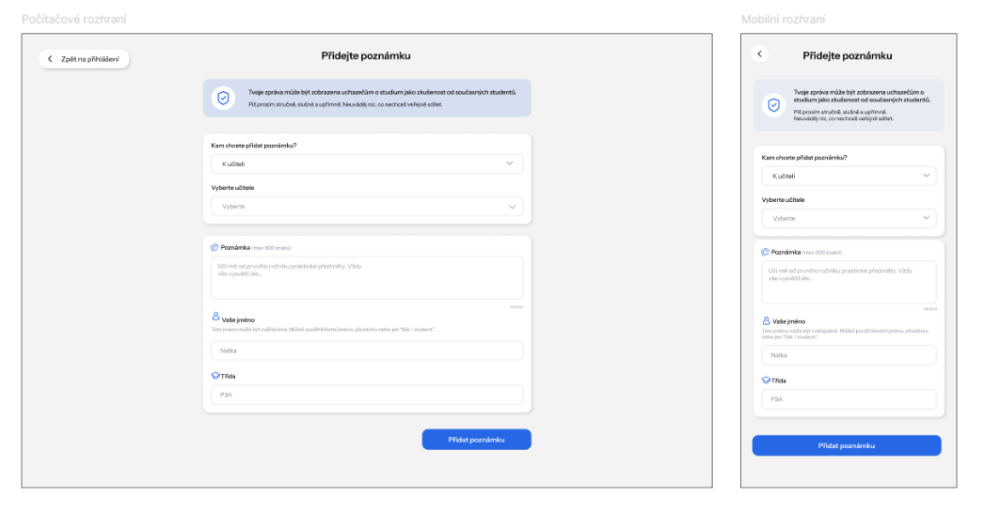 Počítačové rozhraní
Zpět na přihlášení
Přidejte poznámku
Tvoje zpráva může být zobrazena uchazečům o studium jako zkušenost od současných studentů.
Piš prosím stručně, slušně a upřímně. Neuváděj nic, co nechceš veřejně sdílet.
Kam chcete přidat poznámku?
K učiteli
Vyberte učitele
Vyberte
Poznámka (max 300 znaků)
Učí mě od prvního ročníku praktické předměty. Vždy
vše vysvětlí ale...
Vaše jméno
Toto jméno může být zvěřejněné. Můžeš použít křestní jméno, přezdívku nebo jen "žák / student".
Natka
Třída
P3A
Přidat poznámku
Mobilní rozhraní
Přidejte poznámku
Tvoje zpráva může být zobrazena uchazečům o
studium jako zkušenost od současných studentů.
Piš prosím stručně, slušně a upřímně.
Neuváděj nic, co nechceš veřejně sdílet.
Kam chcete přidat poznámku?
K učiteli
Vyberte učitele
Vyberte
Poznámka (max 300 znaků)
Učí mě od prvního ročníku praktické předměty. Vždy
vše vysvětlí ale...
Vaše jméno
Toto jméno může být zvěřejněné. Můžeš použít křestní jméno, přezdívku
nebo jen "žák / student".
Natka
Třída
P3A
Přidat poznámku